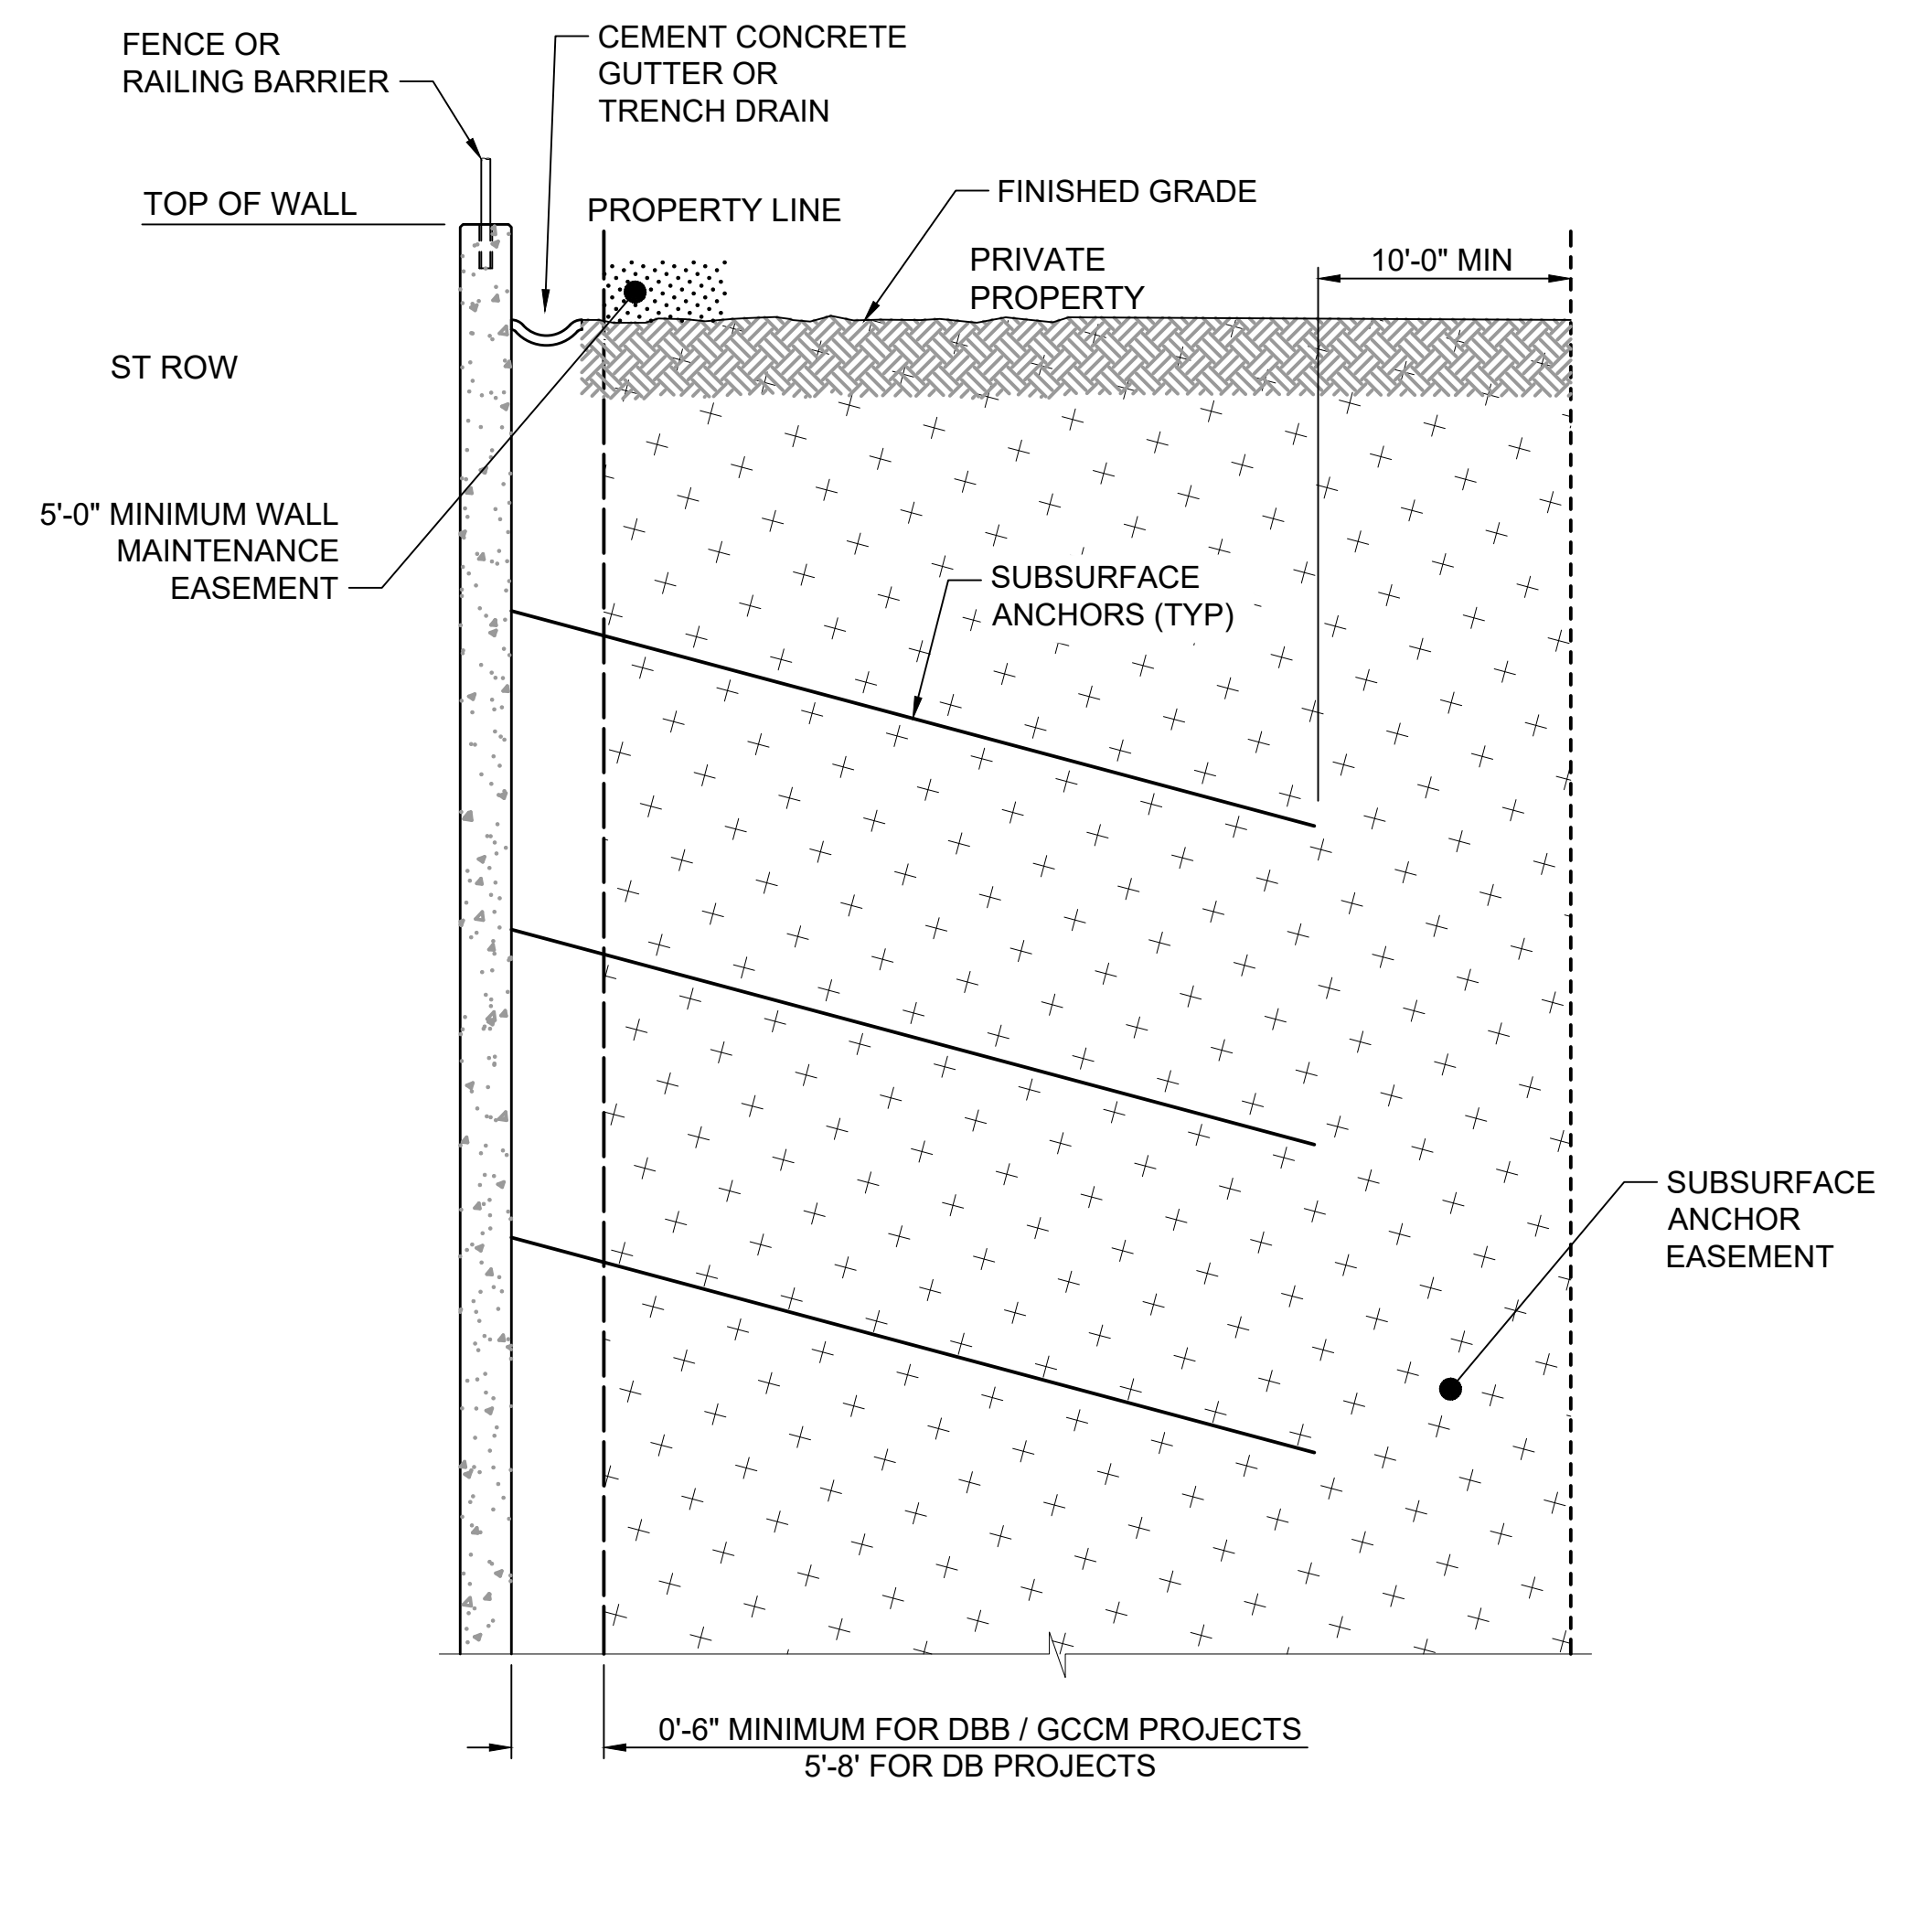 FENCE OR
RAILING BARRIER
CEMENT CONCRETE
GUTTER OR
TRENCH DRAIN
TOP OF WALL
PROPERTY LINE
FINISHED GRADE
PRIVATE
PROPERTY
10'-0" MIN
ST ROW
5'-0" MINIMUM WALL
MAINTENANCE
EASEMENT
SUBSURFACE
ANCHORS (TYP)
SUBSURFACE
ANCHOR
EASEMENT
0'-6" MINIMUM FOR DBB / GCCM PROJECTS
5'-8' FOR DB PROJECTS